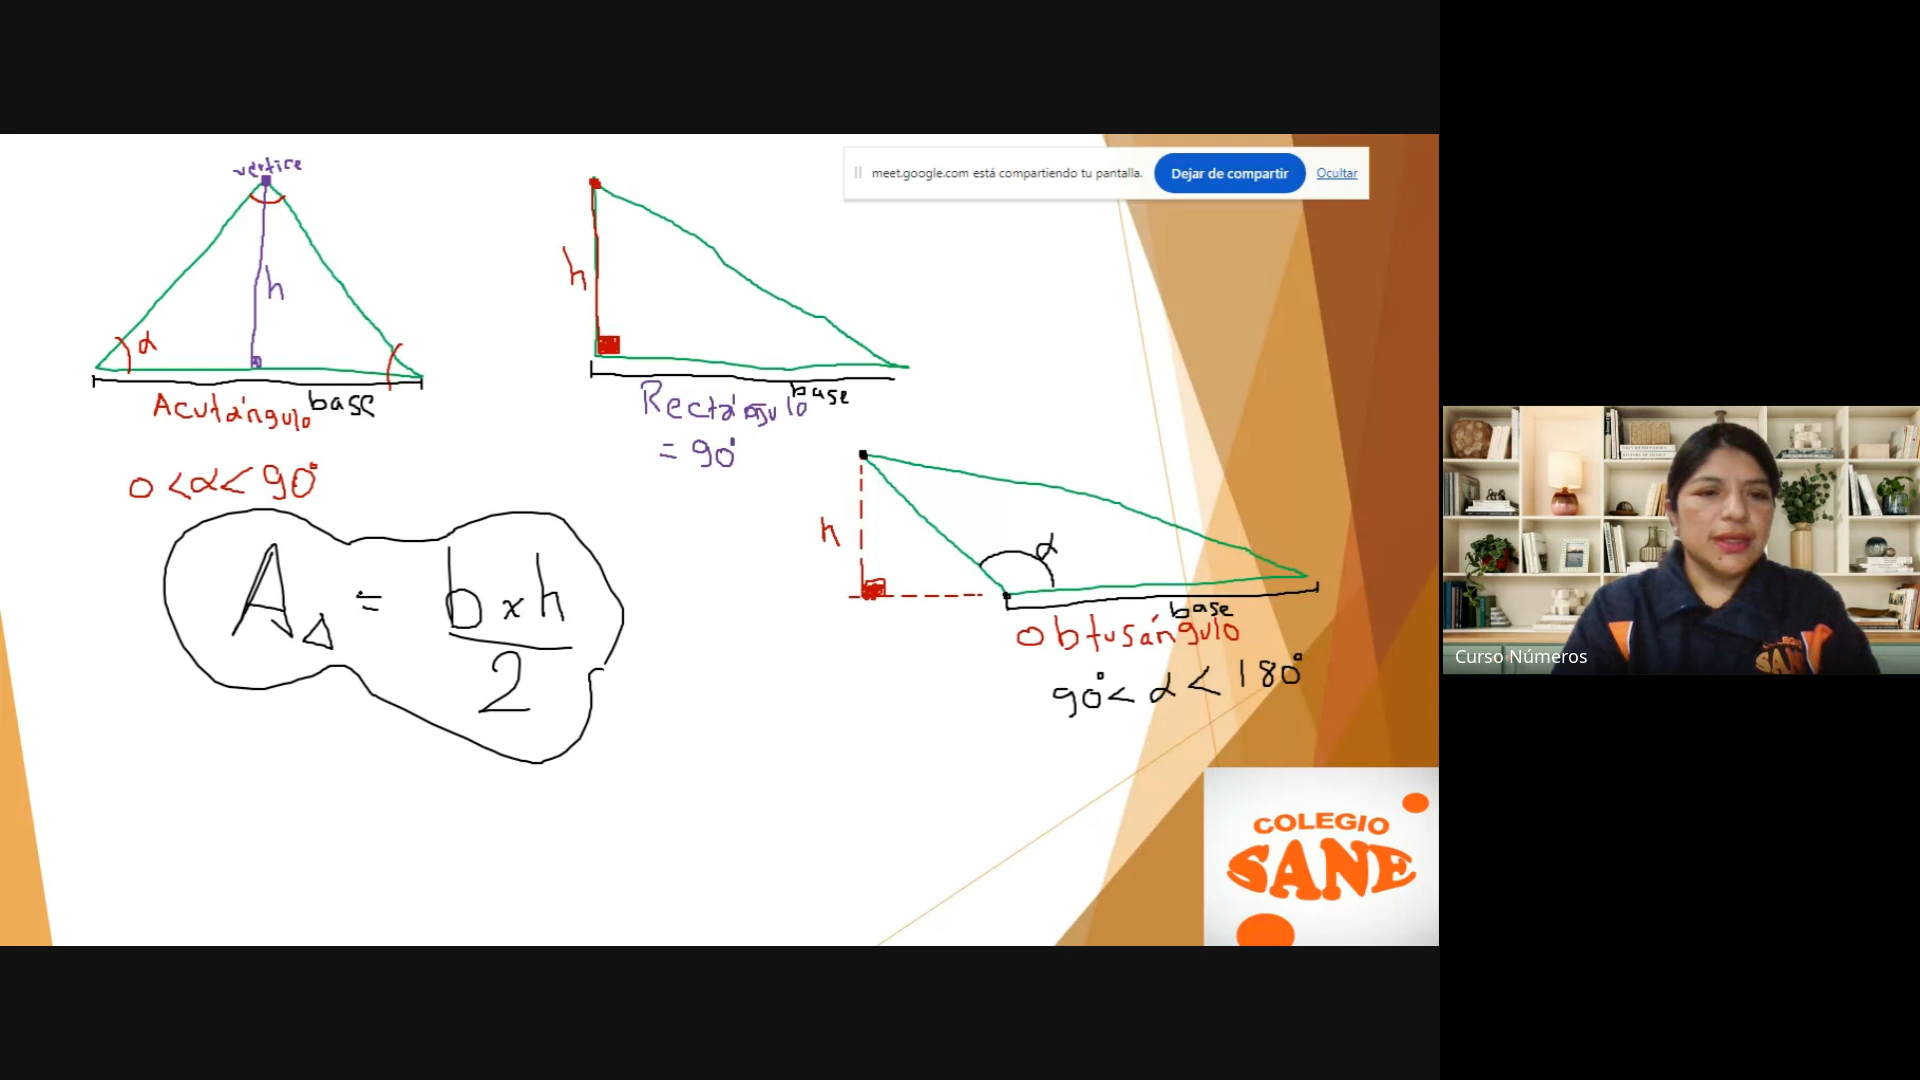 vértice
meet.google.com está compartiendo tu pantalla.
Dejar de compartir
Ocultar
h
α
base
Acutángulo
0 < α < 90°
h
base
Rectángulo
= 90°
h
α
base
Obtusángulo
90° < α < 180°
A△ = b x h
2
COLEGIO
SANE
Curso Números